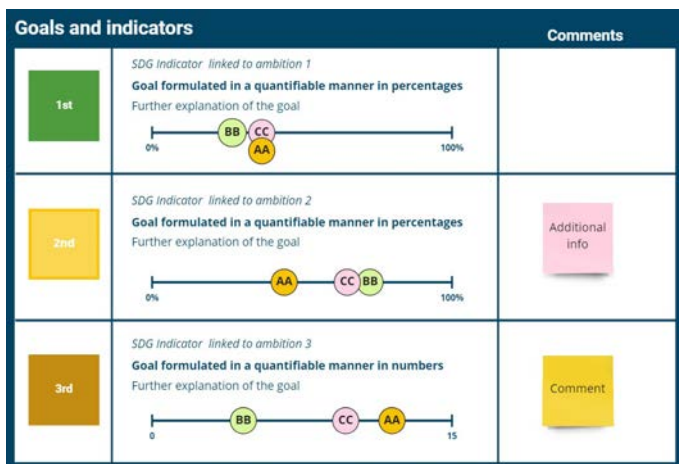 Goals and indicators
Comments
1st
SDG Indicator linked to ambition 1
Goal formulated in a quantifiable manner in percentages
Further explanation of the goal
BB
CC
AA
0%
100%
2nd
SDG Indicator linked to ambition 2
Goal formulated in a quantifiable manner in percentages
Further explanation of the goal
AA
CC
BB
0%
100%
Additional
info
3rd
SDG Indicator linked to ambition 3
Goal formulated in a quantifiable manner in numbers
Further explanation of the goal
BB
CC
AA
0
15
Comment